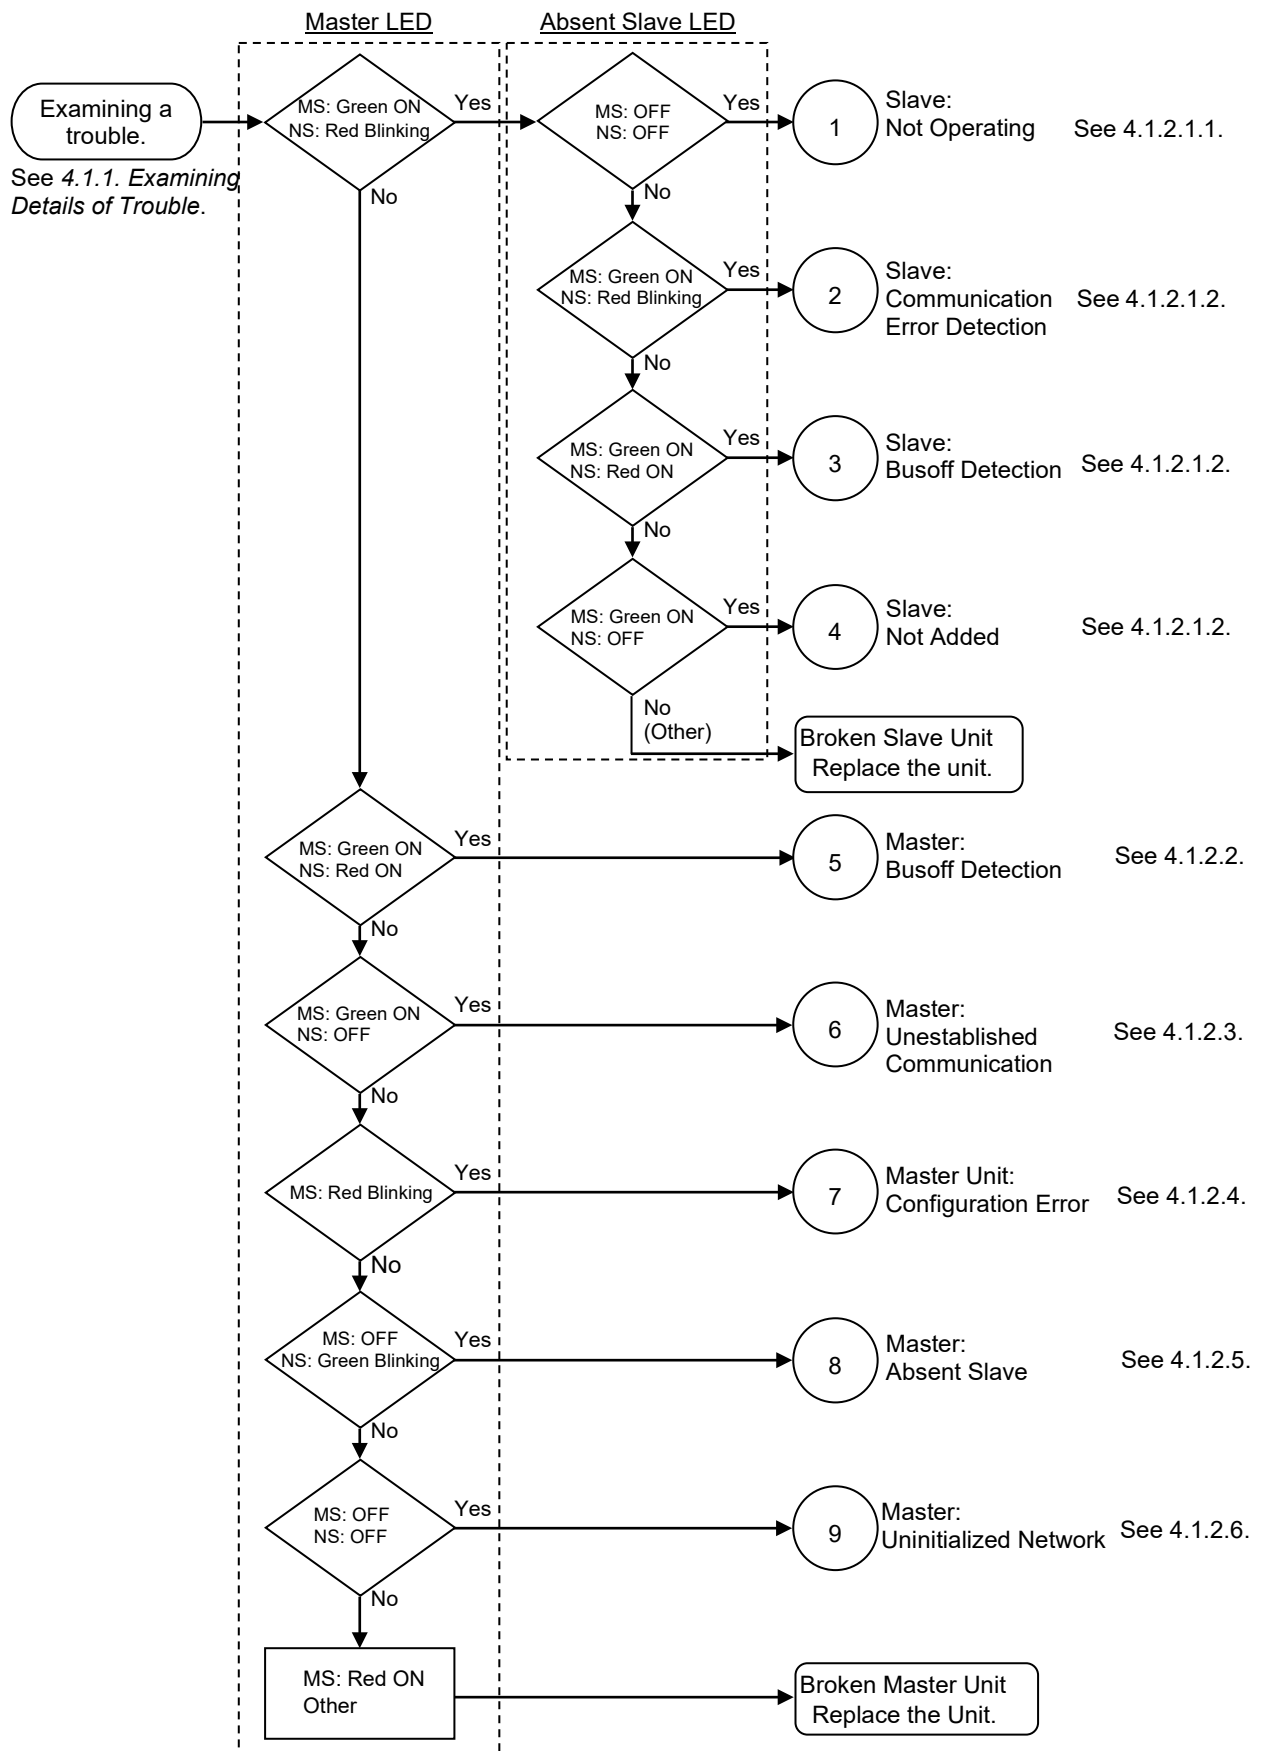 Master LED
Absent Slave LED
Examining a
trouble.
See 4.1.1. Examining
Details of Trouble.
MS: Green ON
NS: Red Blinking
Yes
No
MS: OFF
NS: OFF
Yes
No
1
Slave:
Not Operating
See 4.1.2.1.1.
MS: Green ON
NS: Red Blinking
Yes
No
2
Slave:
Communication
Error Detection
See 4.1.2.1.2.
MS: Green ON
NS: Red ON
Yes
No
3
Slave:
Busoff Detection
See 4.1.2.1.2.
MS: Green ON
NS: OFF
Yes
No
(Other)
4
Slave:
Not Added
See 4.1.2.1.2.
Broken Slave Unit
Replace the unit.
MS: Green ON
NS: Red ON
Yes
No
5
Master:
Busoff Detection
See 4.1.2.2.
MS: Green ON
NS: OFF
Yes
No
6
Master:
Unestablished
Communication
See 4.1.2.3.
MS: Red Blinking
Yes
No
7
Master Unit:
Configuration Error
See 4.1.2.4.
MS: OFF
NS: Green Blinking
Yes
No
8
Master:
Absent Slave
See 4.1.2.5.
MS: OFF
NS: OFF
Yes
No
9
Master:
Uninitialized Network
See 4.1.2.6.
MS: Red ON
Other
Broken Master Unit
Replace the Unit.